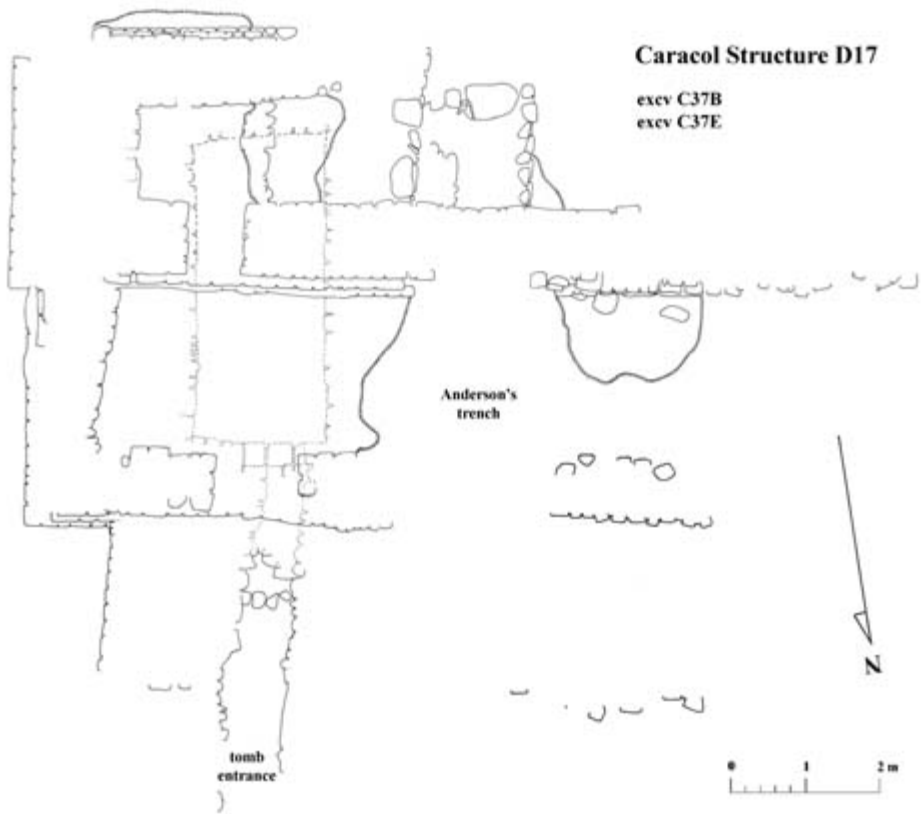 Caracol Structure D17
excv C37B
excv C37E
Anderson's
trench
N
tomb
entrance
0 1 2 m